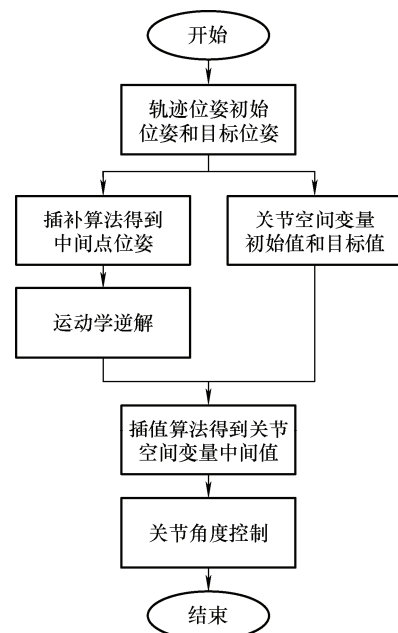 开始
轨迹位姿初始
位姿和目标位姿
插补算法得到
中间点位姿
关节空间变量
初始值和目标值
运动学逆解
插值算法得到关节
空间变量中间值
关节角度控制
结束